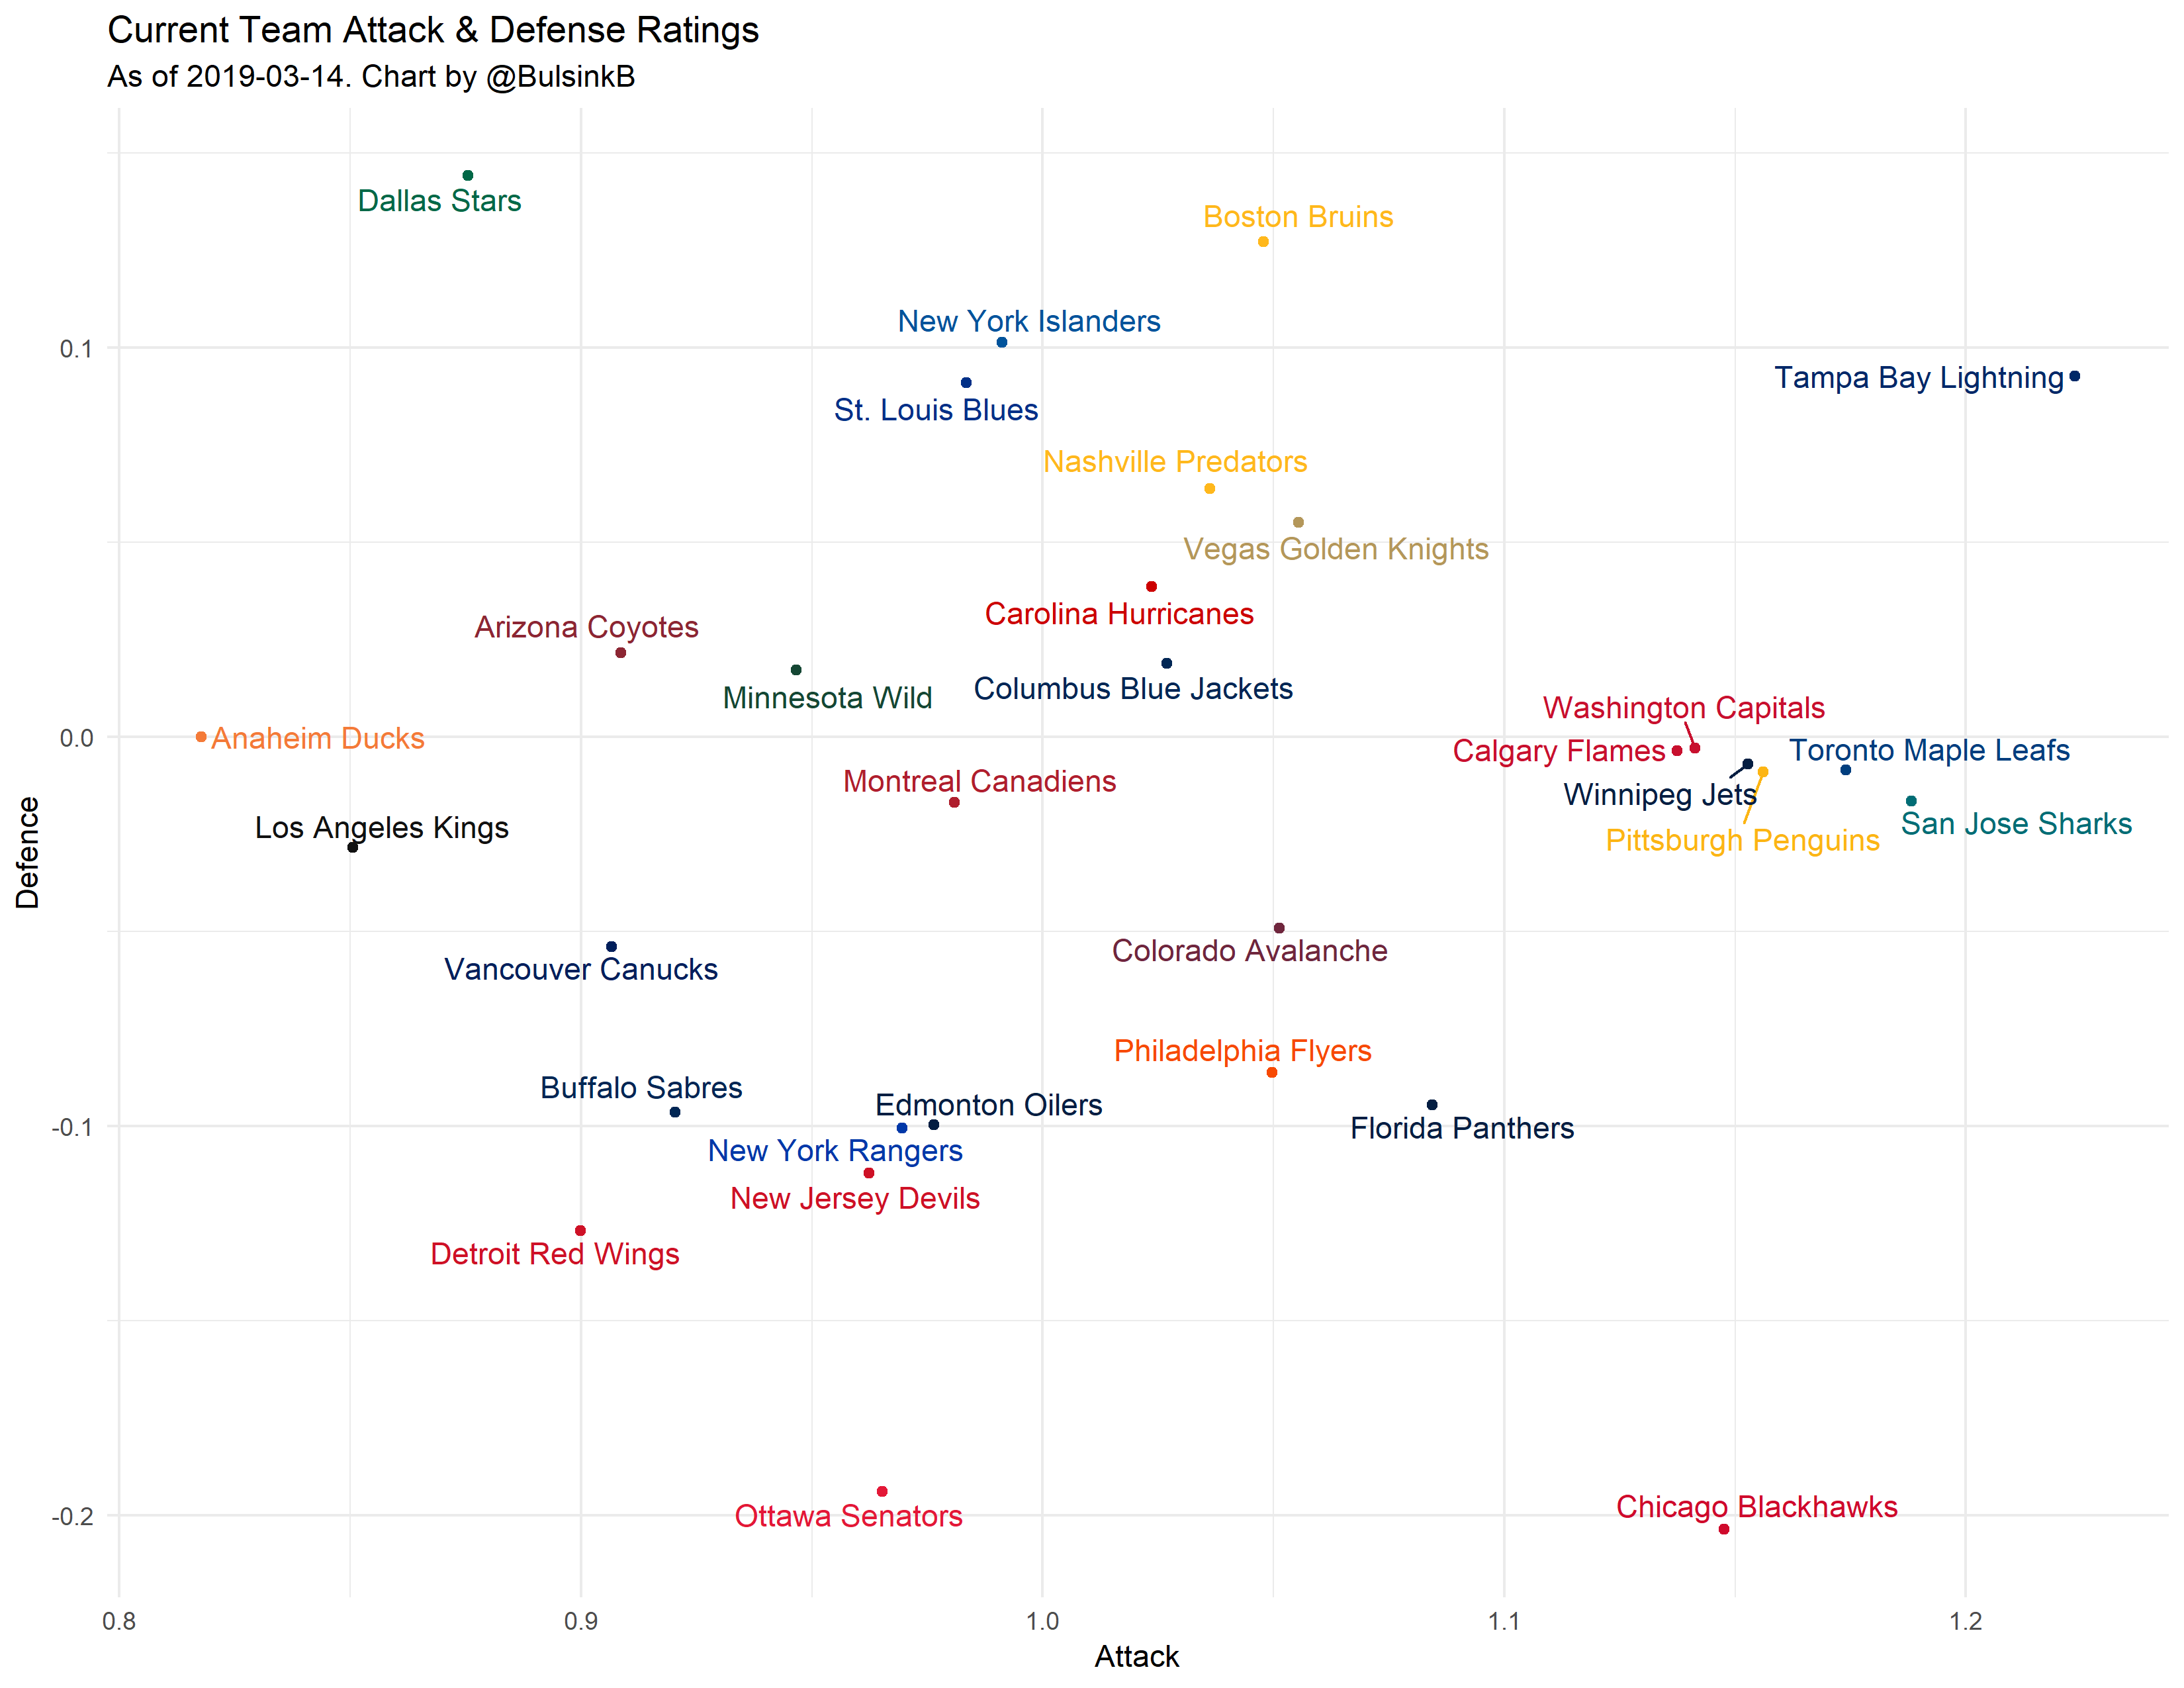 Current Team Attack & Defense Ratings
As of 2019-03-14. Chart by @BulsinkB
Dallas Stars
Boston Bruins
New York Islanders
0.1
Tampa Bay Lightning
St. Louis Blues
Nashville Predators
Vegas Golden Knights
Carolina Hurricanes
Arizona Coyotes
Columbus Blue Jackets
Minnesota Wild
Washington Capitals
0.0
Anaheim Ducks
Calgary Flames
Toronto Maple Leafs
Montreal Canadiens
Winnipeg Jets
San Jose Sharks
Los Angeles Kings
Pittsburgh Penguins
Defence
Colorado Avalanche
Vancouver Canucks
Philadelphia Flyers
Buffalo Sabres
Edmonton Oilers
-0.1
Florida Panthers
New York Rangers
New Jersey Devils
Detroit Red Wings
Chicago Blackhawks
-0.2
Ottawa Senators
0.8
0.9
1.0
1.1
1.2
Attack